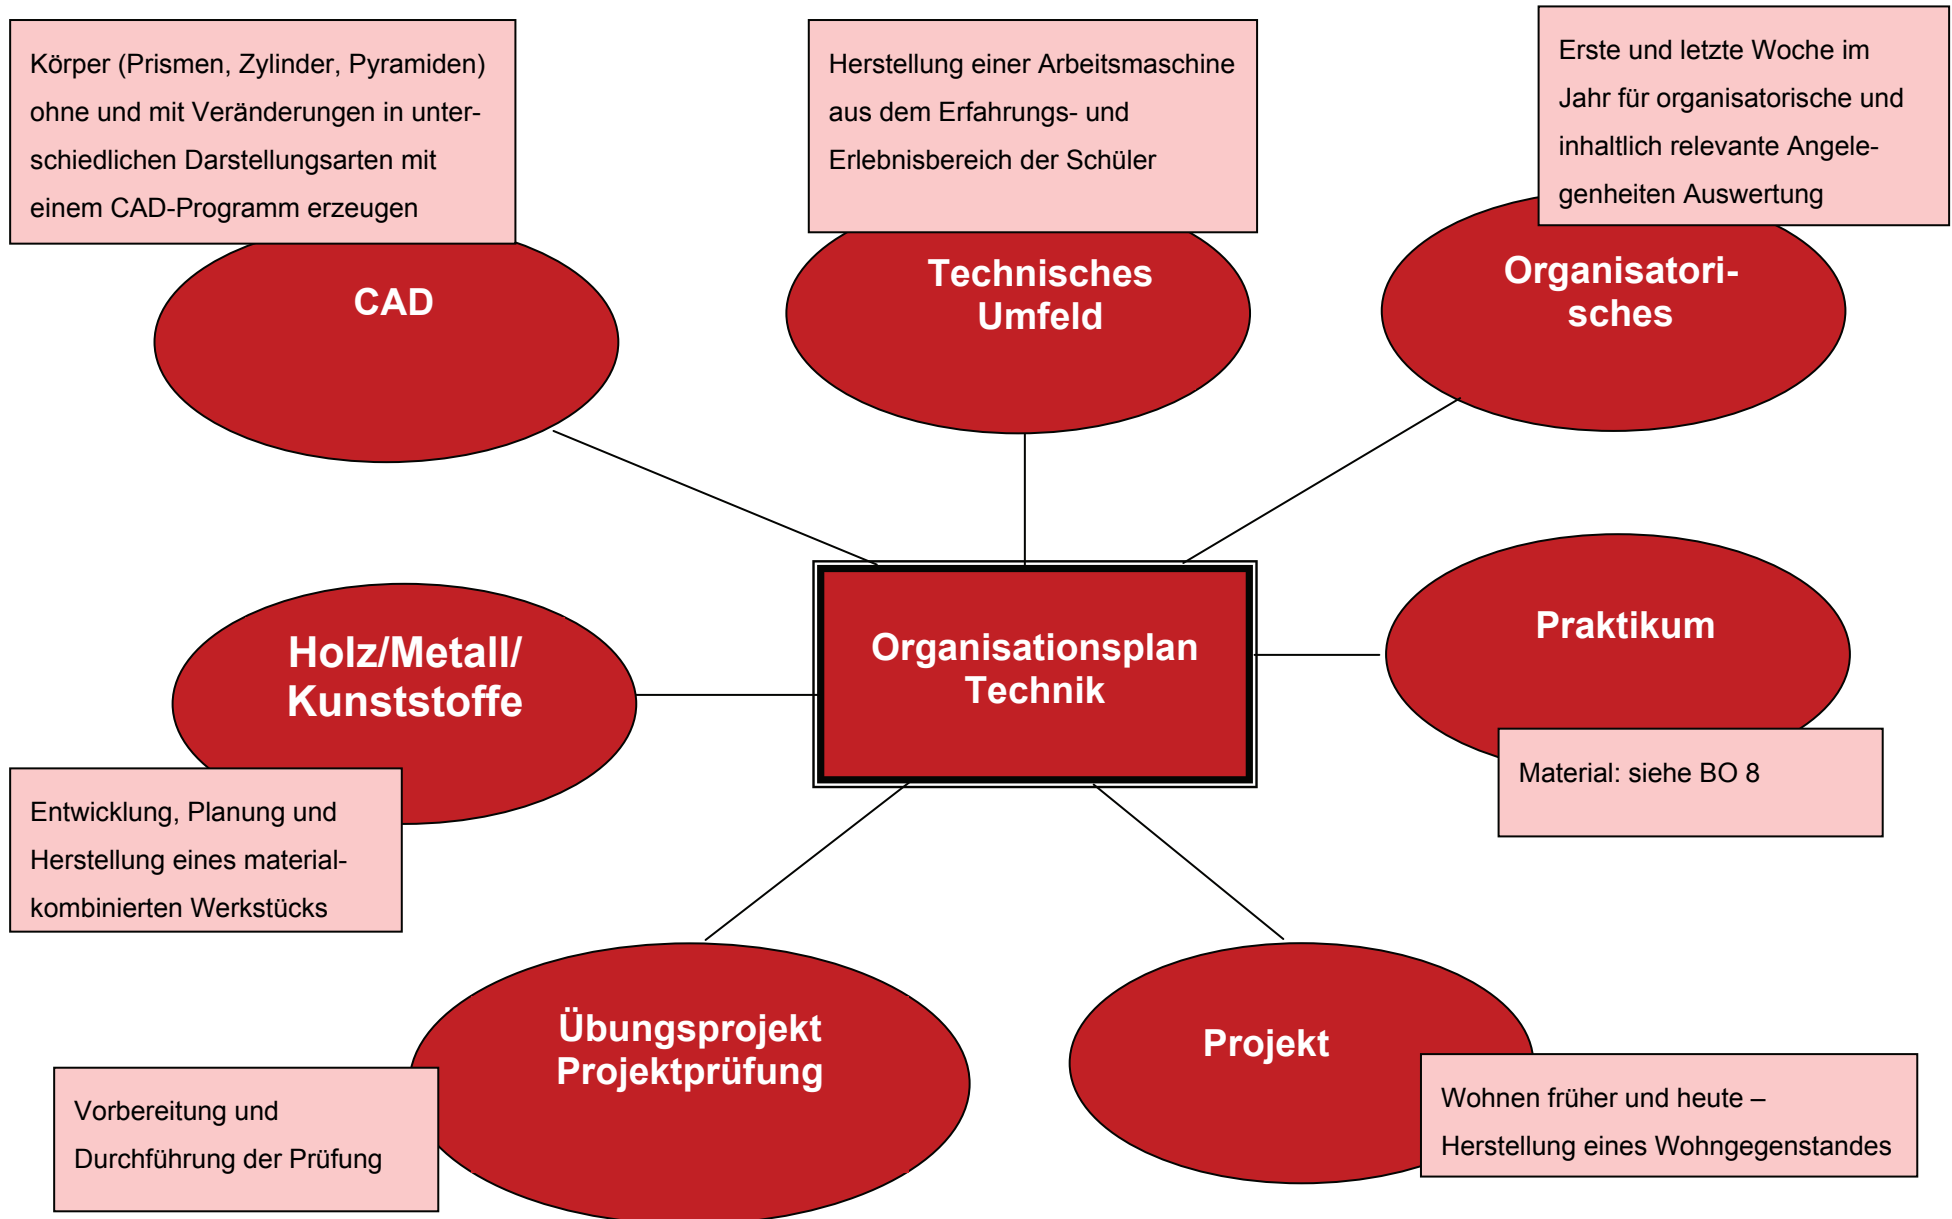 Körper (Prismen, Zylinder, Pyramiden)
ohne und mit Veränderungen in unter-
schiedlichen Darstellungsarten mit
einem CAD-Programm erzeugen
CAD
Herstellung einer Arbeitsmaschine
aus dem Erfahrungs- und
Erlebnisbereich der Schüler
Technisches
Umfeld
Erste und letzte Woche im
Jahr für organisatorische und
inhaltlich relevante Angele-
genheiten Auswertung
Organisatori-
sches
Holz/Metall/
Kunststoffe
Entwicklung, Planung und
Herstellung eines material-
kombinierten Werkstücks
Organisationsplan
Technik
Praktikum
Material: siehe BO 8
Übungsprojekt
Projektprüfung
Vorbereitung und
Durchführung der Prüfung
Projekt
Wohnen früher und heute –
Herstellung eines Wohngegenstandes